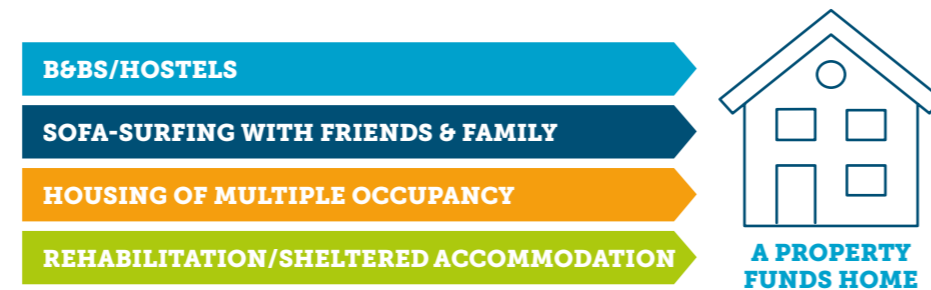 B&BS/HOSTELS
SOFA-SURFING WITH FRIENDS & FAMILY
HOUSING OF MULTIPLE OCCUPANCY
REHABILITATION/SHELTERED ACCOMMODATION
A PROPERTY
FUNDS HOME